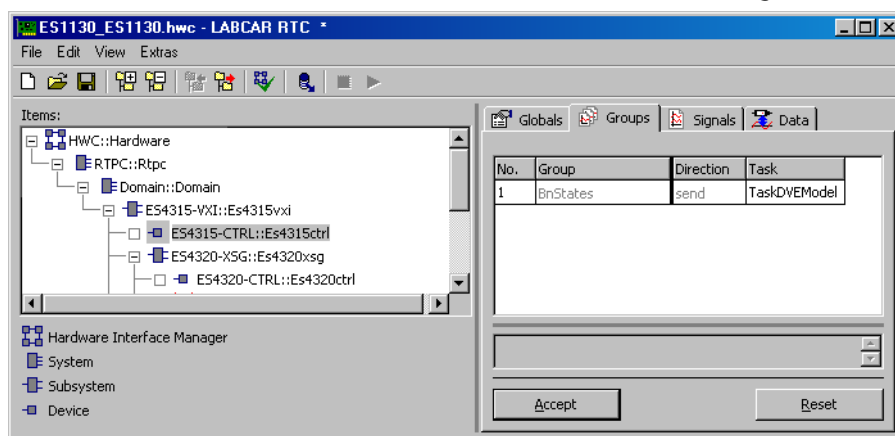 ES1130_ES1130.hwc - LABCAR RTC *
File Edit View Extras
Items:
HWC::Hardware
RTPC::Rtpc
Domain::Domain
ES4315-VXI::Es4315vxi
ES4315-CTRL::Es4315ctrl
ES4320-XSG::Es4320xsg
ES4320-CTRL::Es4320ctrl
Hardware Interface Manager
System
Subsystem
Device
Globals Groups Signals Data
No. Group Direction Task
1 BnStates send TaskDVEModel
Accept Reset